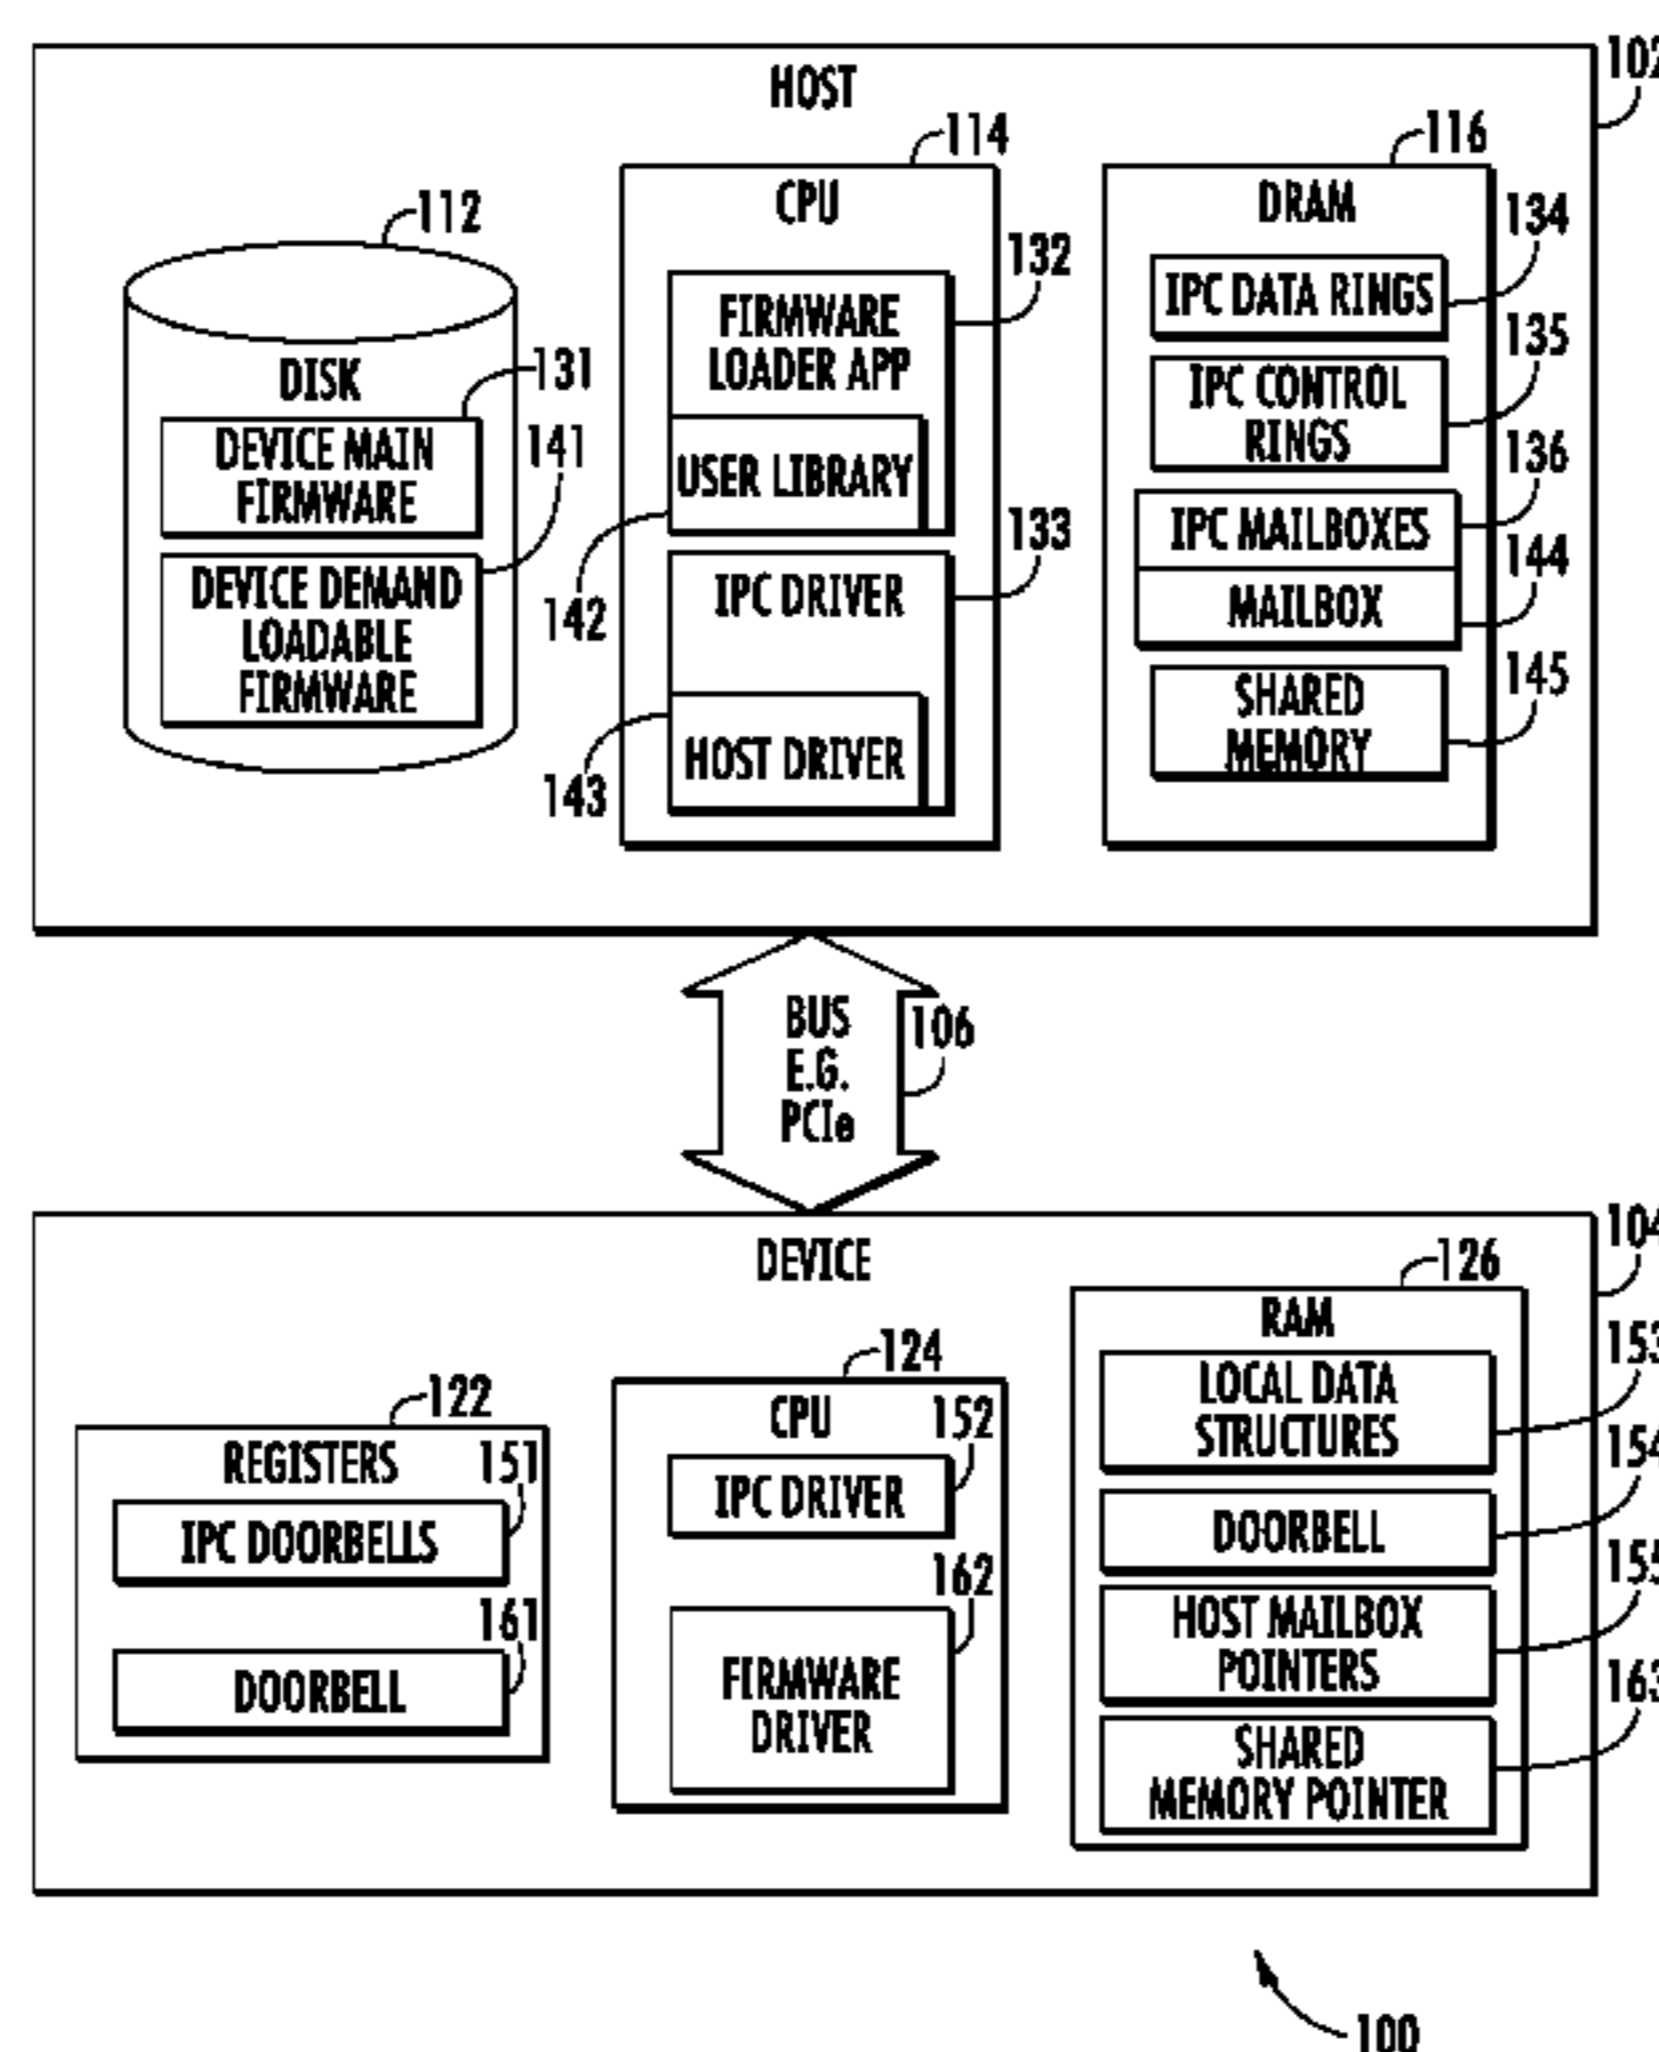 HOST
102
114
CPU
116
DRAM
112
DISK
131
DEVICE MAIN
FIRMWARE
141
DEVICE DEMAND
LOADABLE
FIRMWARE
132
FIRMWARE
LOADER APP
USER LIBRARY
142
133
IPC DRIVER
HOST DRIVER
143
134
IPC DATA RINGS
135
IPC CONTROL
RINGS
136
IPC MAILBOXES
144
MAILBOX
145
SHARED
MEMORY
BUS
E.G.
PCIe
106
DEVICE
104
122
REGISTERS
151
IPC DOORBELLS
161
DOORBELL
124
CPU
152
IPC DRIVER
162
FIRMWARE
DRIVER
126
RAM
153
LOCAL DATA
STRUCTURES
154
DOORBELL
155
HOST MAILBOX
POINTERS
163
SHARED
MEMORY POINTER
100